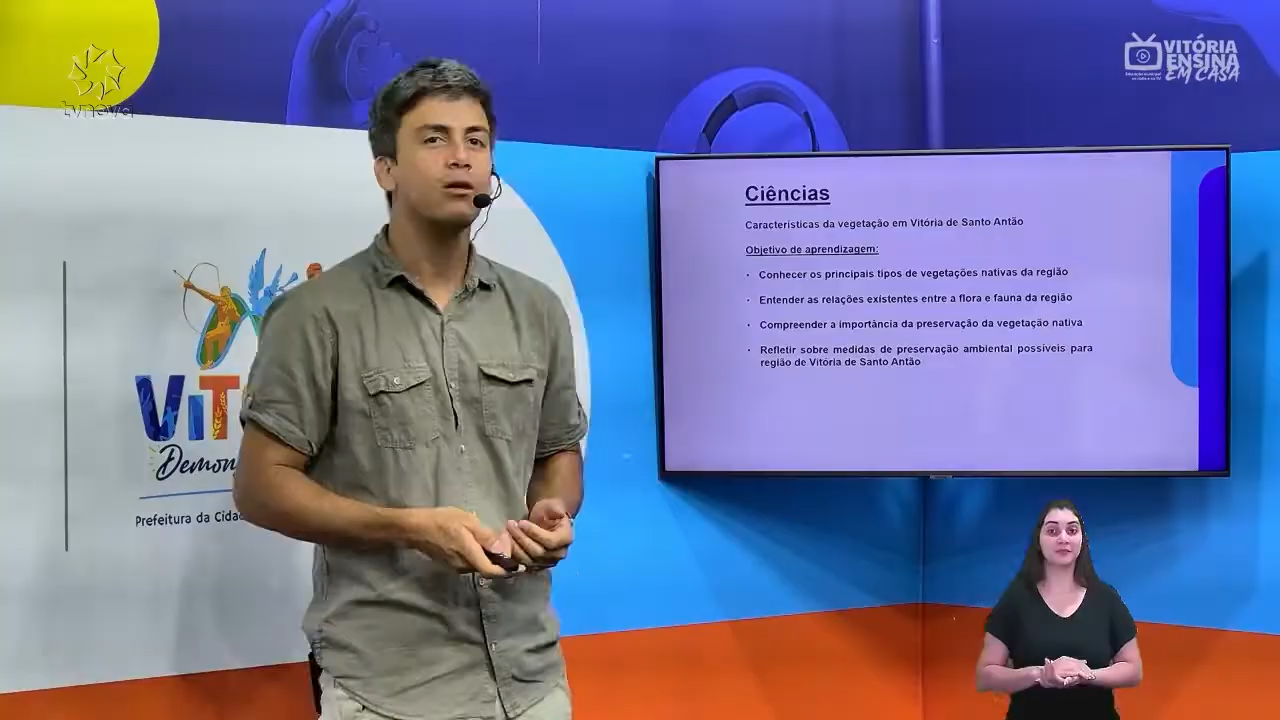 tvnova
VITÓRIA
ENSINA
EM CASA
Ciências
Características da vegetação em Vitória de Santo Antão
Objetivo de aprendizagem:
· Conhecer os principais tipos de vegetações nativas da região
· Entender as relações existentes entre a flora e fauna da região
· Compreender a importância da preservação da vegetação nativa
· Refletir sobre medidas de preservação ambiental possíveis para
região de Vitória de Santo Antão
VIT
Demon
Prefeitura da Cida